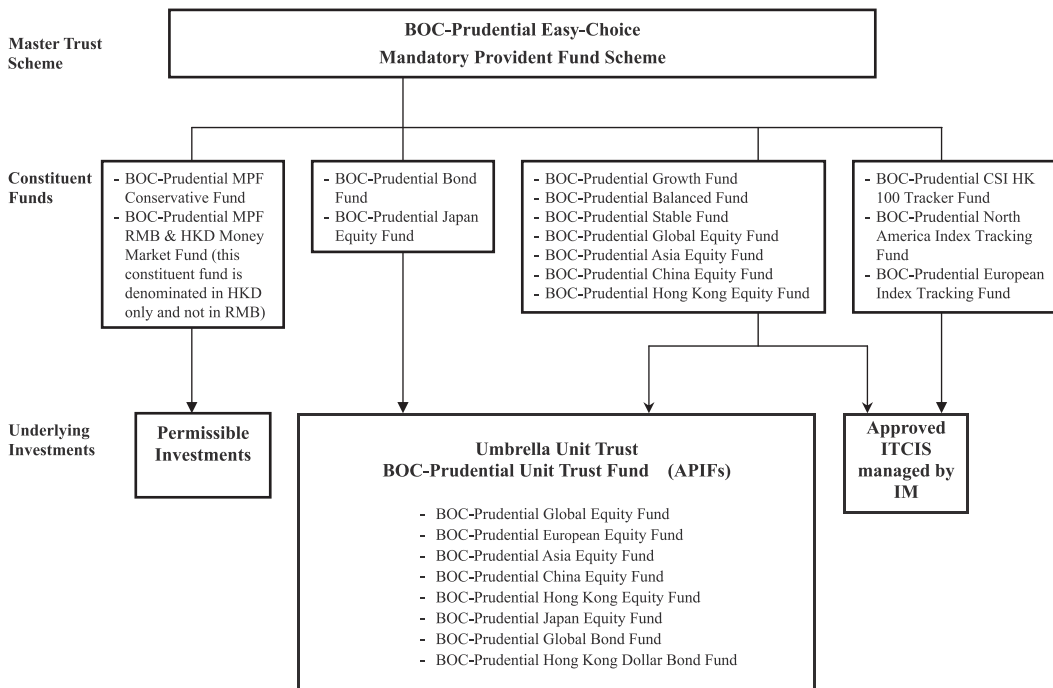 Master Trust
Scheme
BOC-Prudential Easy-Choice
Mandatory Provident Fund Scheme
Constituent
Funds
- BOC-Prudential MPF
Conservative Fund
- BOC-Prudential MPF
RMB & HKD Money
Market Fund (this
constituent fund is
denominated in HKD
only and not in RMB)
- BOC-Prudential Bond
Fund
- BOC-Prudential Japan
Equity Fund
- BOC-Prudential Growth Fund
- BOC-Prudential Balanced Fund
- BOC-Prudential Stable Fund
- BOC-Prudential Global Equity Fund
- BOC-Prudential Asia Equity Fund
- BOC-Prudential China Equity Fund
- BOC-Prudential Hong Kong Equity Fund
- BOC-Prudential CSI HK
100 Tracker Fund
- BOC-Prudential North
America Index Tracking
Fund
- BOC-Prudential European
Index Tracking Fund
Underlying
Investments
Permissible
Investments
Umbrella Unit Trust
BOC-Prudential Unit Trust Fund (APIFs)
- BOC-Prudential Global Equity Fund
- BOC-Prudential European Equity Fund
- BOC-Prudential Asia Equity Fund
- BOC-Prudential China Equity Fund
- BOC-Prudential Hong Kong Equity Fund
- BOC-Prudential Japan Equity Fund
- BOC-Prudential Global Bond Fund
- BOC-Prudential Hong Kong Dollar Bond Fund
Approved
ITCIS
managed by
IM